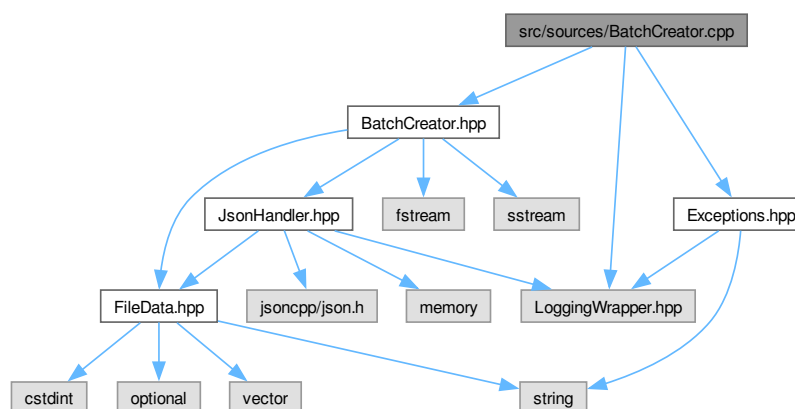 src/sources/BatchCreator.cpp
BatchCreator.hpp
JsonHandler.hpp
fstream
sstream
Exceptions.hpp
FileData.hpp
jsoncpp/json.h
memory
LoggingWrapper.hpp
cstdint
optional
vector
string